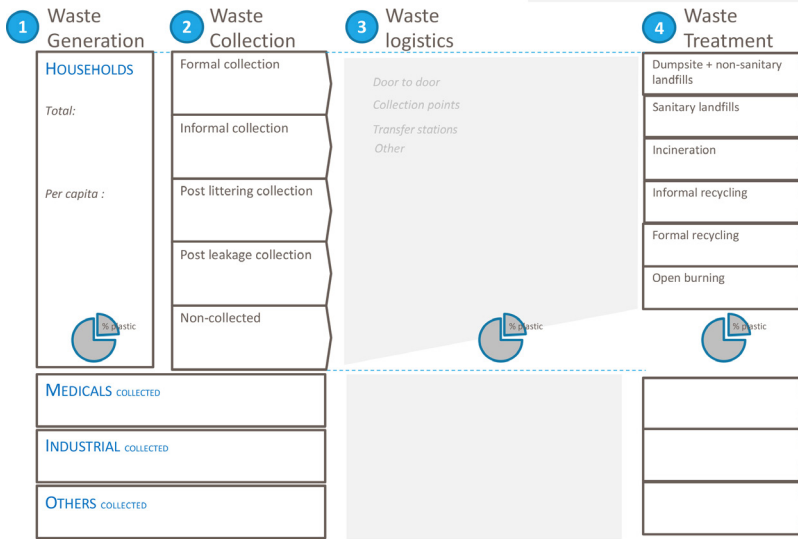 1 Waste
Generation
2 Waste
Collection
3 Waste
logistics
4 Waste
Treatment
HOUSEHOLDS
Total:
Per capita :
% plastic
Formal collection
Informal collection
Post littering collection
Post leakage collection
Non-collected
Door to door
Collection points
Transfer stations
Other
% plastic
Dumpsite + non-sanitary
landfills
Sanitary landfills
Incineration
Informal recycling
Formal recycling
Open burning
% plastic
MEDICALS COLLECTED
INDUSTRIAL COLLECTED
OTHERS COLLECTED